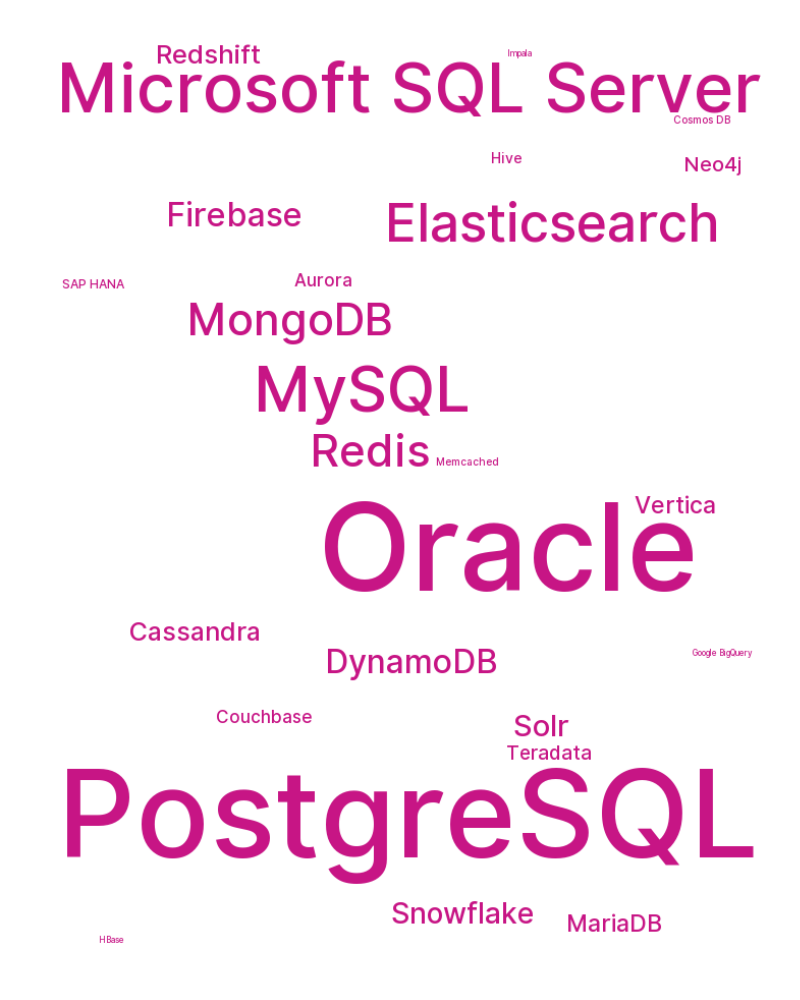 Redshift
Impala
Microsoft SQL Server
Cosmos DB
Hive
Neo4j
Firebase
Elasticsearch
Aurora
SAP HANA
MongoDB
MySQL
Redis
Memcached
Vertica
Oracle
Cassandra
Google BigQuery
DynamoDB
Couchbase
Solr
Teradata
PostgreSQL
Snowflake
MariaDB
HBase